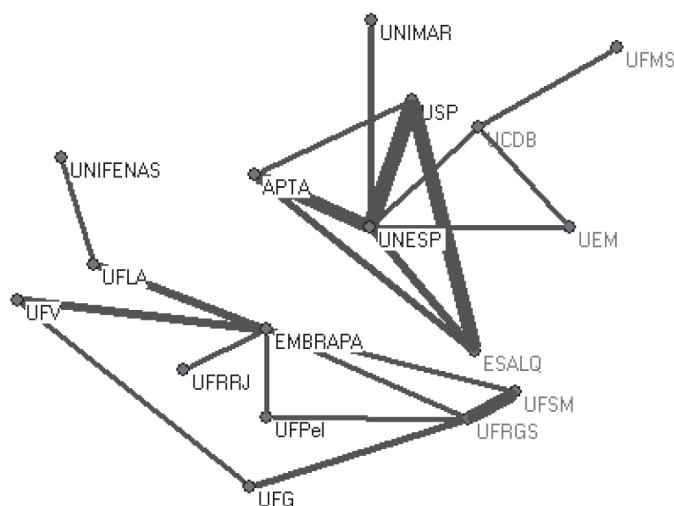 UNIMAR
UFMS
USP
UCDB
UNIFENAS
APTA
UNESP
UEM
UFLA
UFV
EMBRAPA
ESALQ
UFRRJ
UFSM
UFPel
UFRGS
UFG